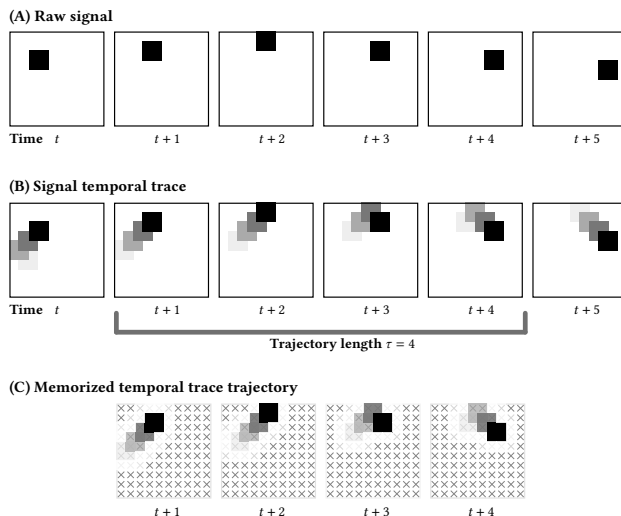 (A) Raw signal
Time t t + 1 t + 2 t + 3 t + 4 t + 5
(B) Signal temporal trace
Time t t + 1 t + 2 t + 3 t + 4 t + 5
Trajectory length τ = 4
(C) Memorized temporal trace trajectory
t + 1 t + 2 t + 3 t + 4